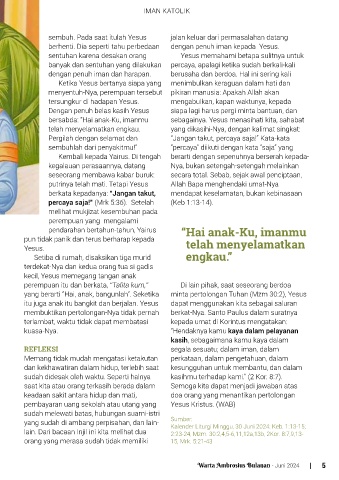 IMAN KATOLIK
sembuh. Pada saat itulah Yesus
berhenti. Dia seperti tahu perbedaan
sentuhan karena desakan orang
banyak dan sentuhan yang dilakukan
dengan penuh iman dan harapan.
Ketika Yesus bertanya siapa yang
menyentuh-Nya, perempuan tersebut
tersungkur di hadapan Yesus.
Dengan penuh belas kasih Yesus
bersabda: "Hai anak-Ku, imanmu
telah menyelamatkan engkau.
Pergilah dengan selamat dan
sembuhlah dari penyakitmu!"
Kembali kepada Yairus. Di tengah
kegalauan perasaannya, datang
seseorang membawa kabar buruk:
putrinya telah mati. Tetapi Yesus
berkata kepadanya: "Jangan takut,
percaya saja!" (Mrk 5:36). Setelah
melihat mukjizat kesembuhan pada
perempuan yang mengalami
pendarahan bertahun-tahun, Yairus
pun tidak panik dan terus berharap kepada
Yesus.
Setiba di rumah, disaksikan tiga murid
terdekat-Nya dan kedua orang tua si gadis
kecil, Yesus memegang tangan anak
perempuan itu dan berkata, "Talita kum,"
yang berarti "Hai, anak, bangunlah". Seketika
itu juga anak itu bangkit dan berjalan. Yesus
membuktikan pertolongan-Nya tidak pernah
terlambat, waktu tidak dapat membatasi
kuasa-Nya.
REFLEKSI
Memang tidak mudah mengatasi ketakutan
dan kekhawatiran dalam hidup, terlebih saat
sudah didesak oleh waktu. Seperti halnya
saat kita atau orang terkasih berada dalam
keadaan sakit antara hidup dan mati,
pembayaran uang sekolah atau utang yang
sudah melewati batas, hubungan suami-istri
yang sudah di ambang perpisahan, dan lain-
lain. Dari bacaan Injil ini kita melihat dua
orang yang merasa sudah tidak memiliki
jalan keluar dari permasalahan datang
dengan penuh iman kepada Yesus.
Yesus memahami betapa sulitnya untuk
percaya, apalagi ketika sudah berkali-kali
berusaha dan berdoa. Hal ini sering kali
menimbulkan keraguan dalam hati dan
pikiran manusia: Apakah Allah akan
mengabulkan, kapan waktunya, kepada
siapa lagi harus pergi minta bantuan, dan
sebagainya. Yesus menasihati kita, sahabat
yang dikasihi-Nya, dengan kalimat singkat:
"Jangan takut, percaya saja!" Kata-kata
"percaya" diikuti dengan kata "saja" yang
berarti dengan sepenuhnya berserah kepada-
Nya, bukan setengah-setengah melainkan
secara total. Sebab, sejak awal penciptaan,
Allah Bapa menghendaki umat-Nya
mendapat keselamatan, bukan kebinasaan
(Keb 1:13-14).
"Hai anak-Ku, imanmu
telah menyelamatkan
engkau."
Di lain pihak, saat seseorang berdoa
minta pertolongan Tuhan (Mzm 30:2), Yesus
dapat menggunakan kita sebagai saluran
berkat-Nya. Santo Paulus dalam suratnya
kepada umat di Korintus mengatakan:
"Hendaknya kamu kaya dalam pelayanan
kasih, sebagaimana kamu kaya dalam
segala sesuatu, dalam iman, dalam
perkataan, dalam pengetahuan, dalam
kesungguhan untuk membantu, dan dalam
kasihmu terhadap kami." (2 Kor. 8:7).
Semoga kita dapat menjadi jawaban atas
doa orang yang menantikan pertolongan
Yesus Kristus. (WAB)
Sumber:
Kalender Liturgi Minggu, 30 Juni 2024. Keb. 1:13-15;
2:23-24; Mzm. 30:2,4,5-6,11,12a,13b; 2Kor. 8:7,9,13-
15; Mrk. 5:21-43
Warta Ambrosius Bulanan - Juni 2024 | 5